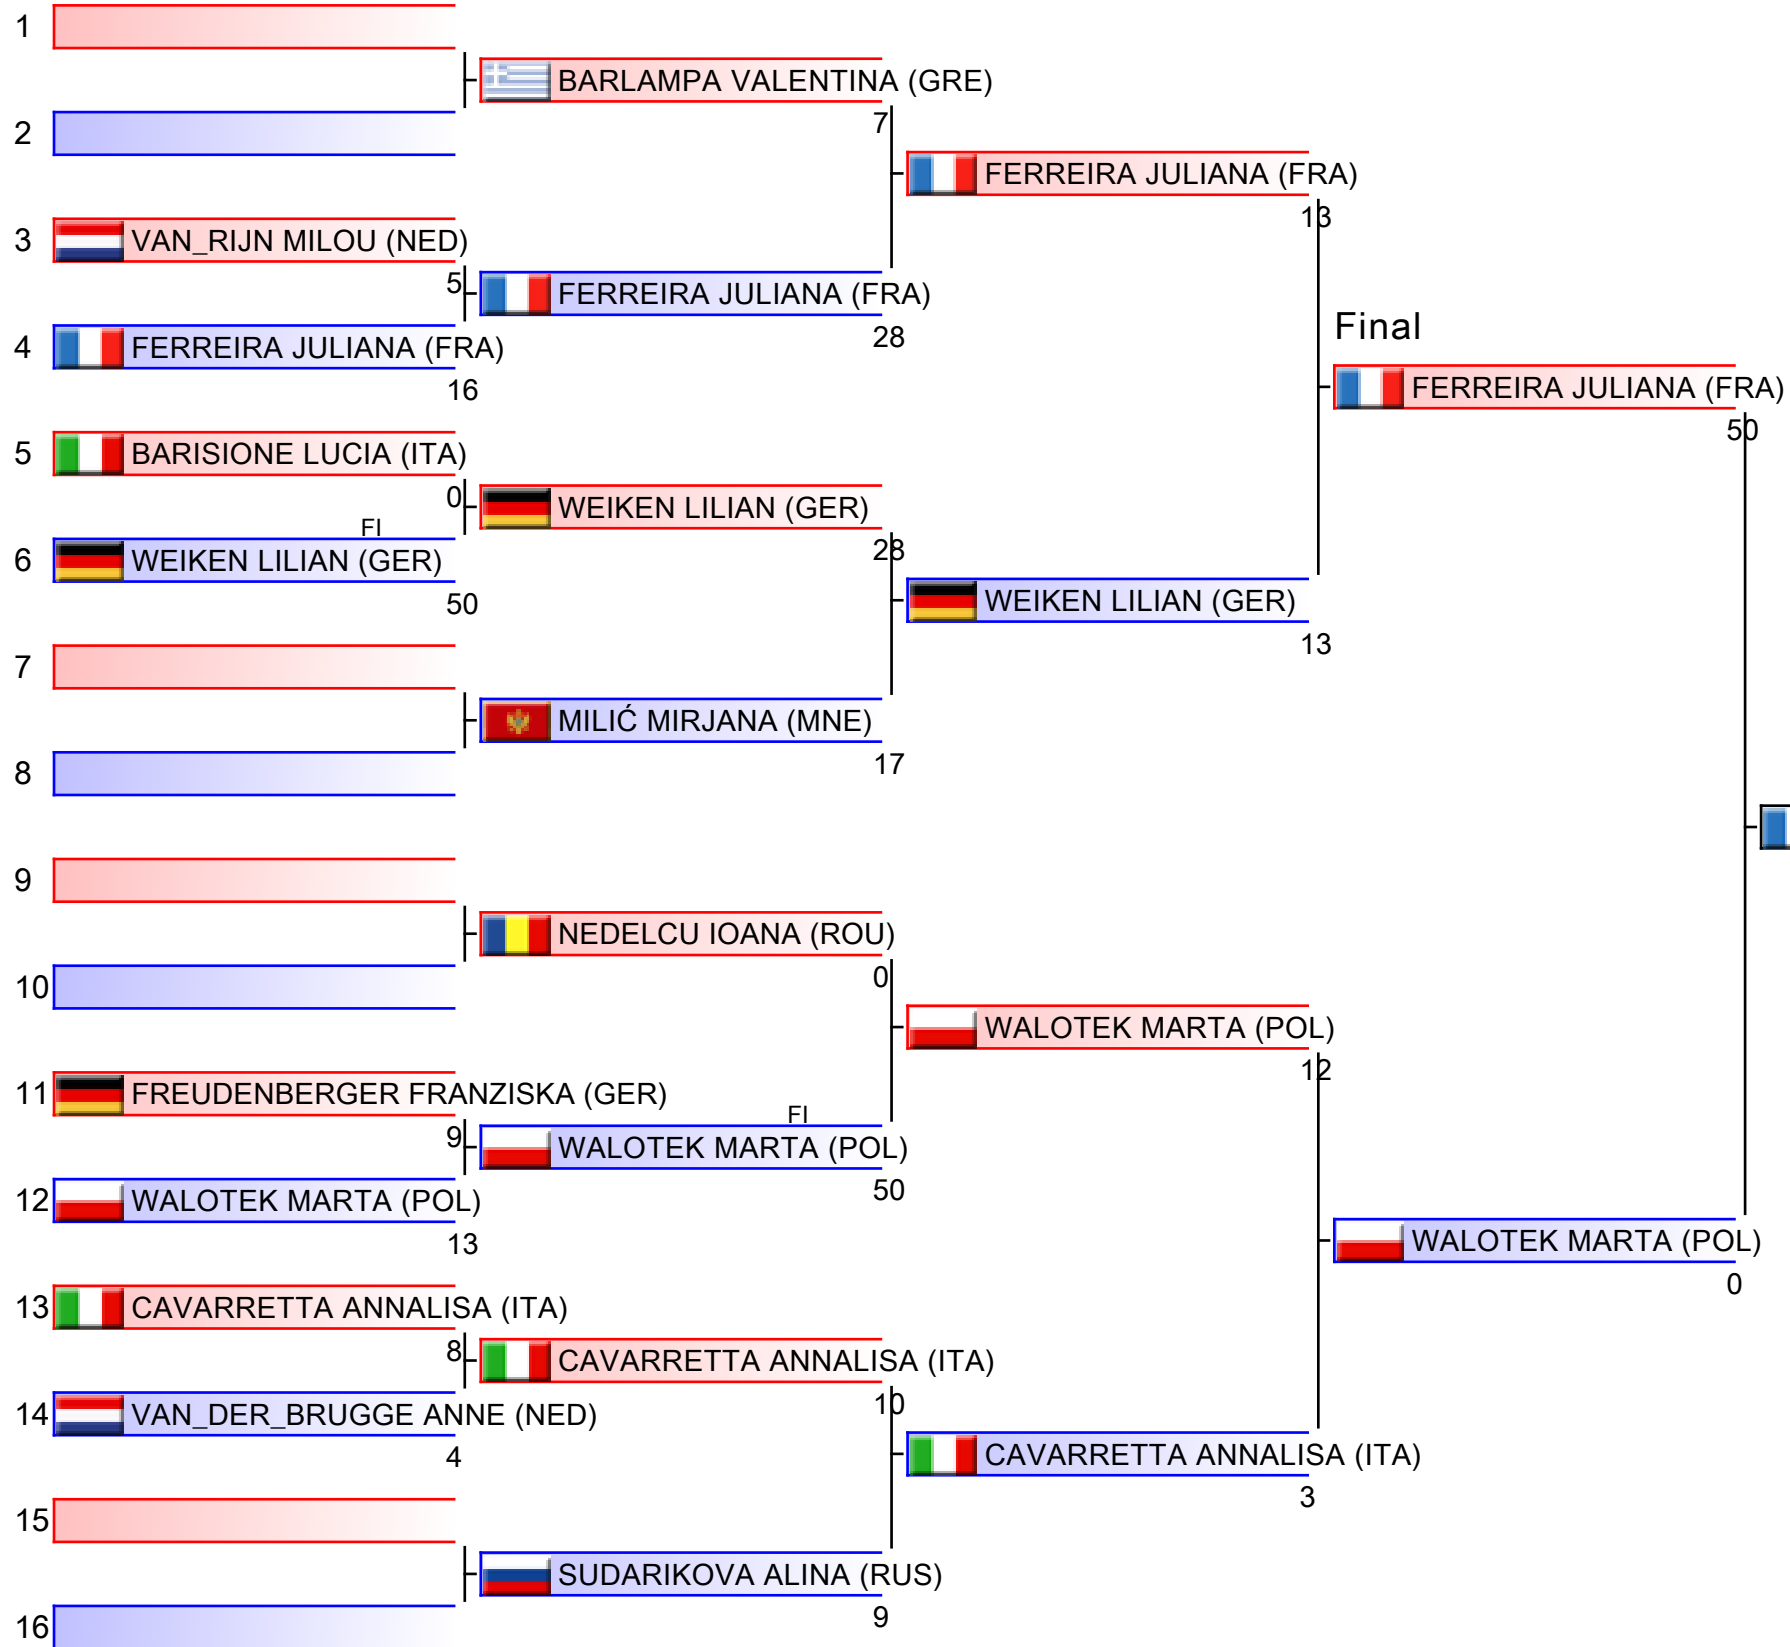 1
BARLAMPA VALENTINA (GRE)
7
2
FERREIRA JULIANA (FRA)
13
3 VAN_RIJN MILOU (NED)
5
FERREIRA JULIANA (FRA)
28
4 FERREIRA JULIANA (FRA)
16
Final
FERREIRA JULIANA (FRA)
50
5 BARISIONE LUCIA (ITA)
0
WEIKEN LILIAN (GER)
28
FI
6 WEIKEN LILIAN (GER)
50
WEIKEN LILIAN (GER)
13
7
MILIĆ MIRJANA (MNE)
17
8
9
NEDELCU IOANA (ROU)
0
10
WALOTEK MARTA (POL)
12
11 FREUDENBERGER FRANZISKA (GER)
9
FI
WALOTEK MARTA (POL)
50
12 WALOTEK MARTA (POL)
13
WALOTEK MARTA (POL)
0
13 CAVARRETTA ANNALISA (ITA)
8
CAVARRETTA ANNALISA (ITA)
10
14 VAN_DER_BRUGGE ANNE (NED)
4
CAVARRETTA ANNALISA (ITA)
3
15
SUDARIKOVA ALINA (RUS)
9
16